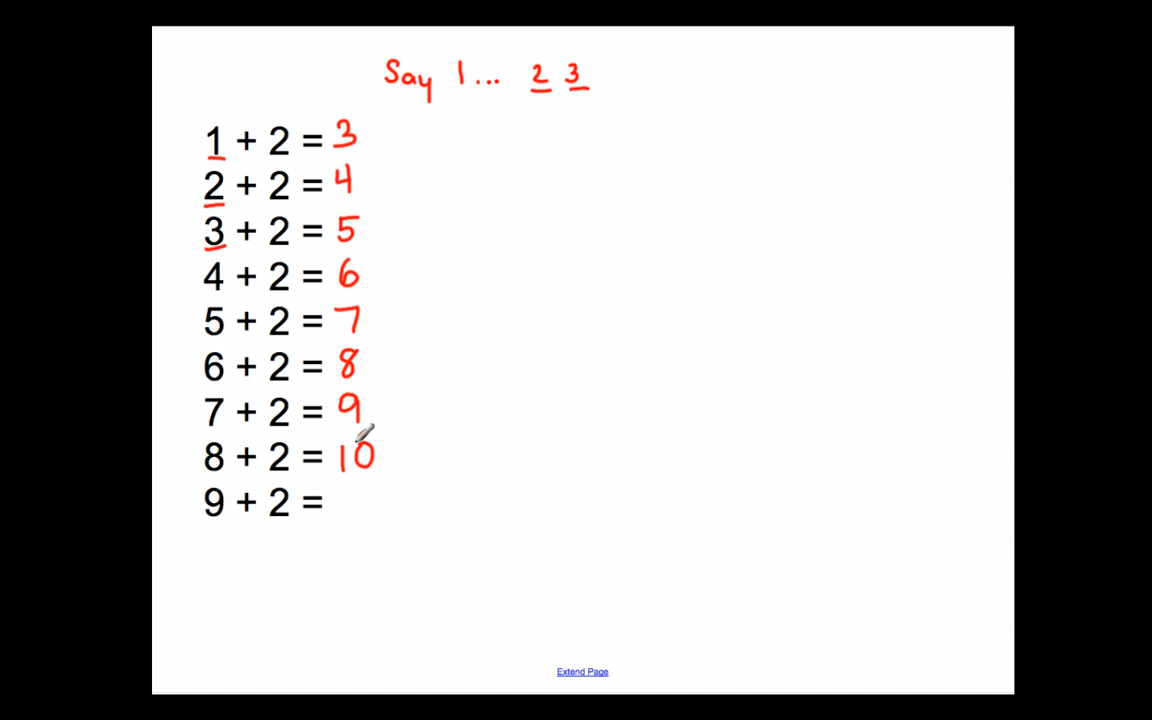 Say 1... 2 3
1 + 2 = 3
2 + 2 = 4
3 + 2 = 5
4 + 2 = 6
5 + 2 = 7
6 + 2 = 8
7 + 2 = 9
8 + 2 = 10
9 + 2 =
Extend Page